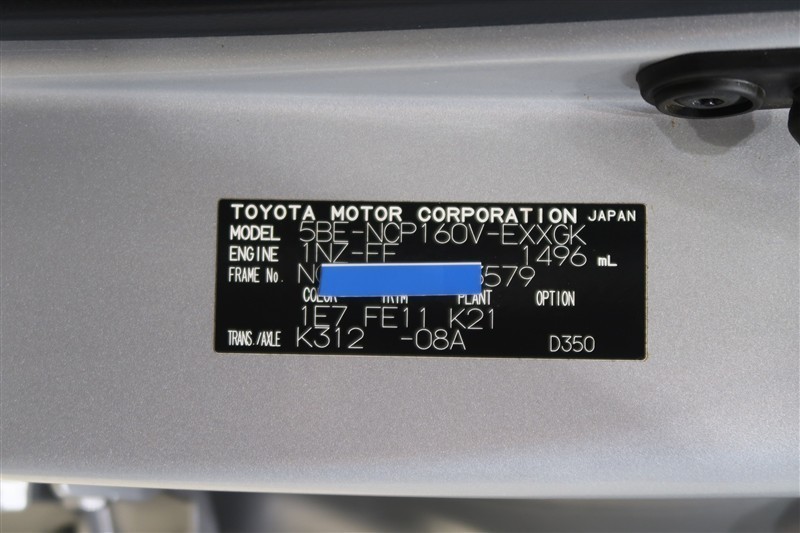 TOYOTA MOTOR CORPORATION JAPAN
MODEL 5BE-NCP160V-EXXGK
ENGINE 1NZ-FE 1496 mL
FRAME No. 579
COLOR TRIM PLANT OPTION
1E7 FE11 K21
TRANS./AXLE K312 -08A D350